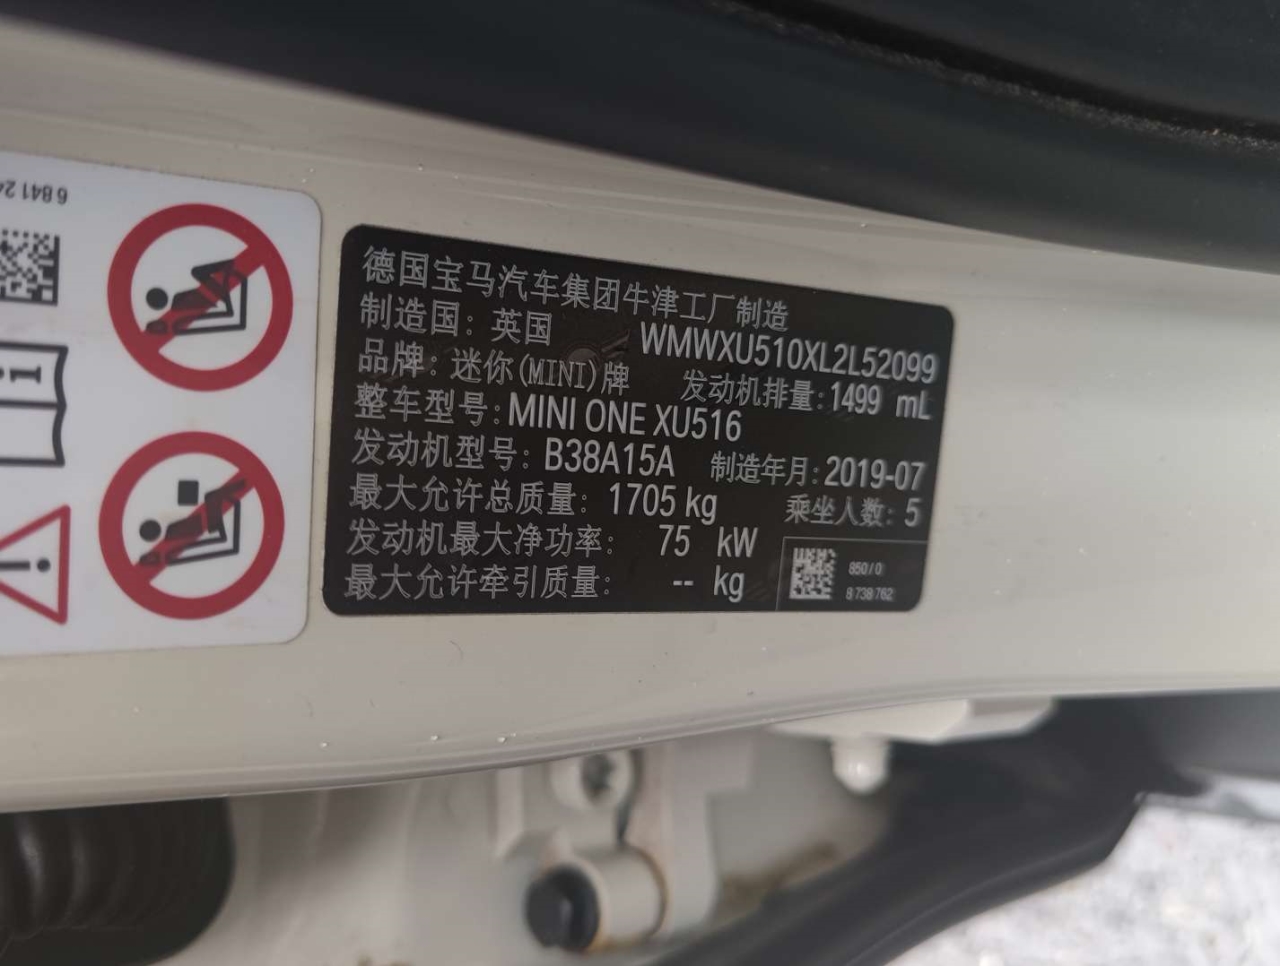 6 841 24
德国宝马汽车集团牛津工厂制造
制造国: 英国 WMWXU510XL2L52099
品牌: 迷你(MINI)牌 发动机排量: 1499 mL
整车型号: MINI ONE XU516
发动机型号: B38A15A 制造年月: 2019-07
最大允许总质量: 1705 kg 乘坐人数: 5
发动机最大净功率: 75 kW
最大允许牵引质量: -- kg
850/0
8 738 762